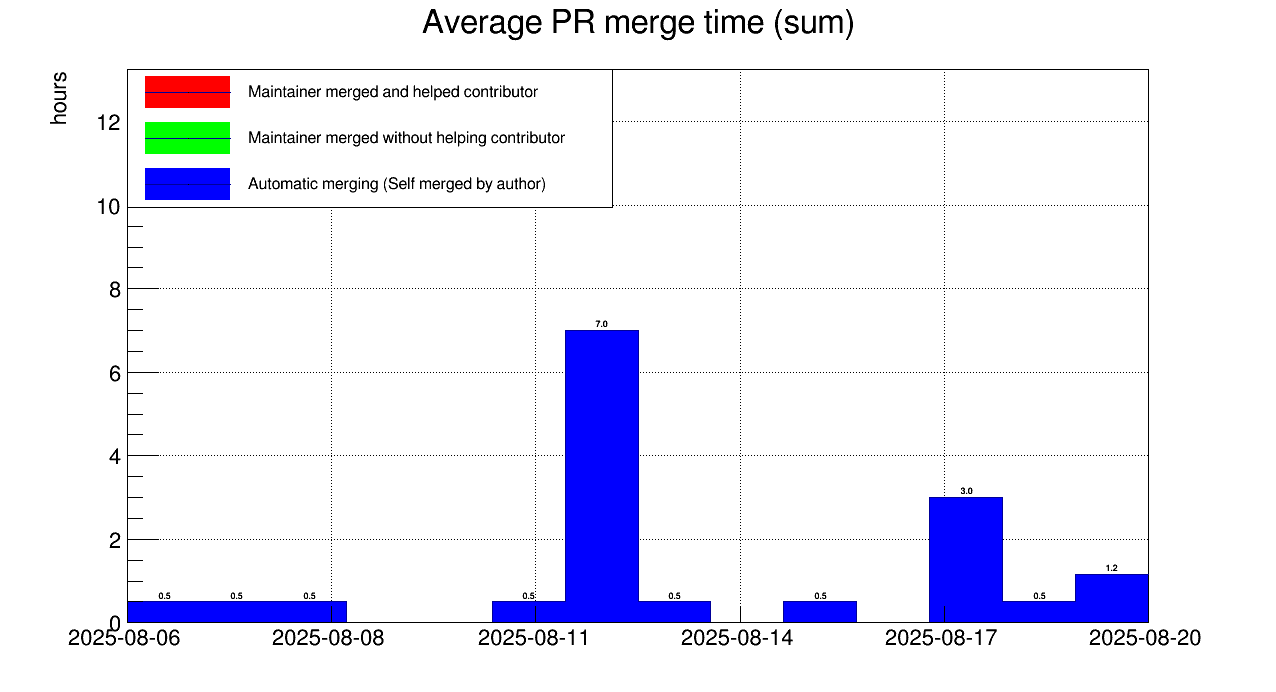 Average PR merge time (sum)
hours
Maintainer merged and helped contributor
Maintainer merged without helping contributor
Automatic merging (Self merged by author)
12
10
8
6
4
2
0
7.0
3.0
1.2
0.5 0.5 0.5 0.5 0.5 0.5 0.5
2025-08-06 2025-08-08 2025-08-11 2025-08-14 2025-08-17 2025-08-20